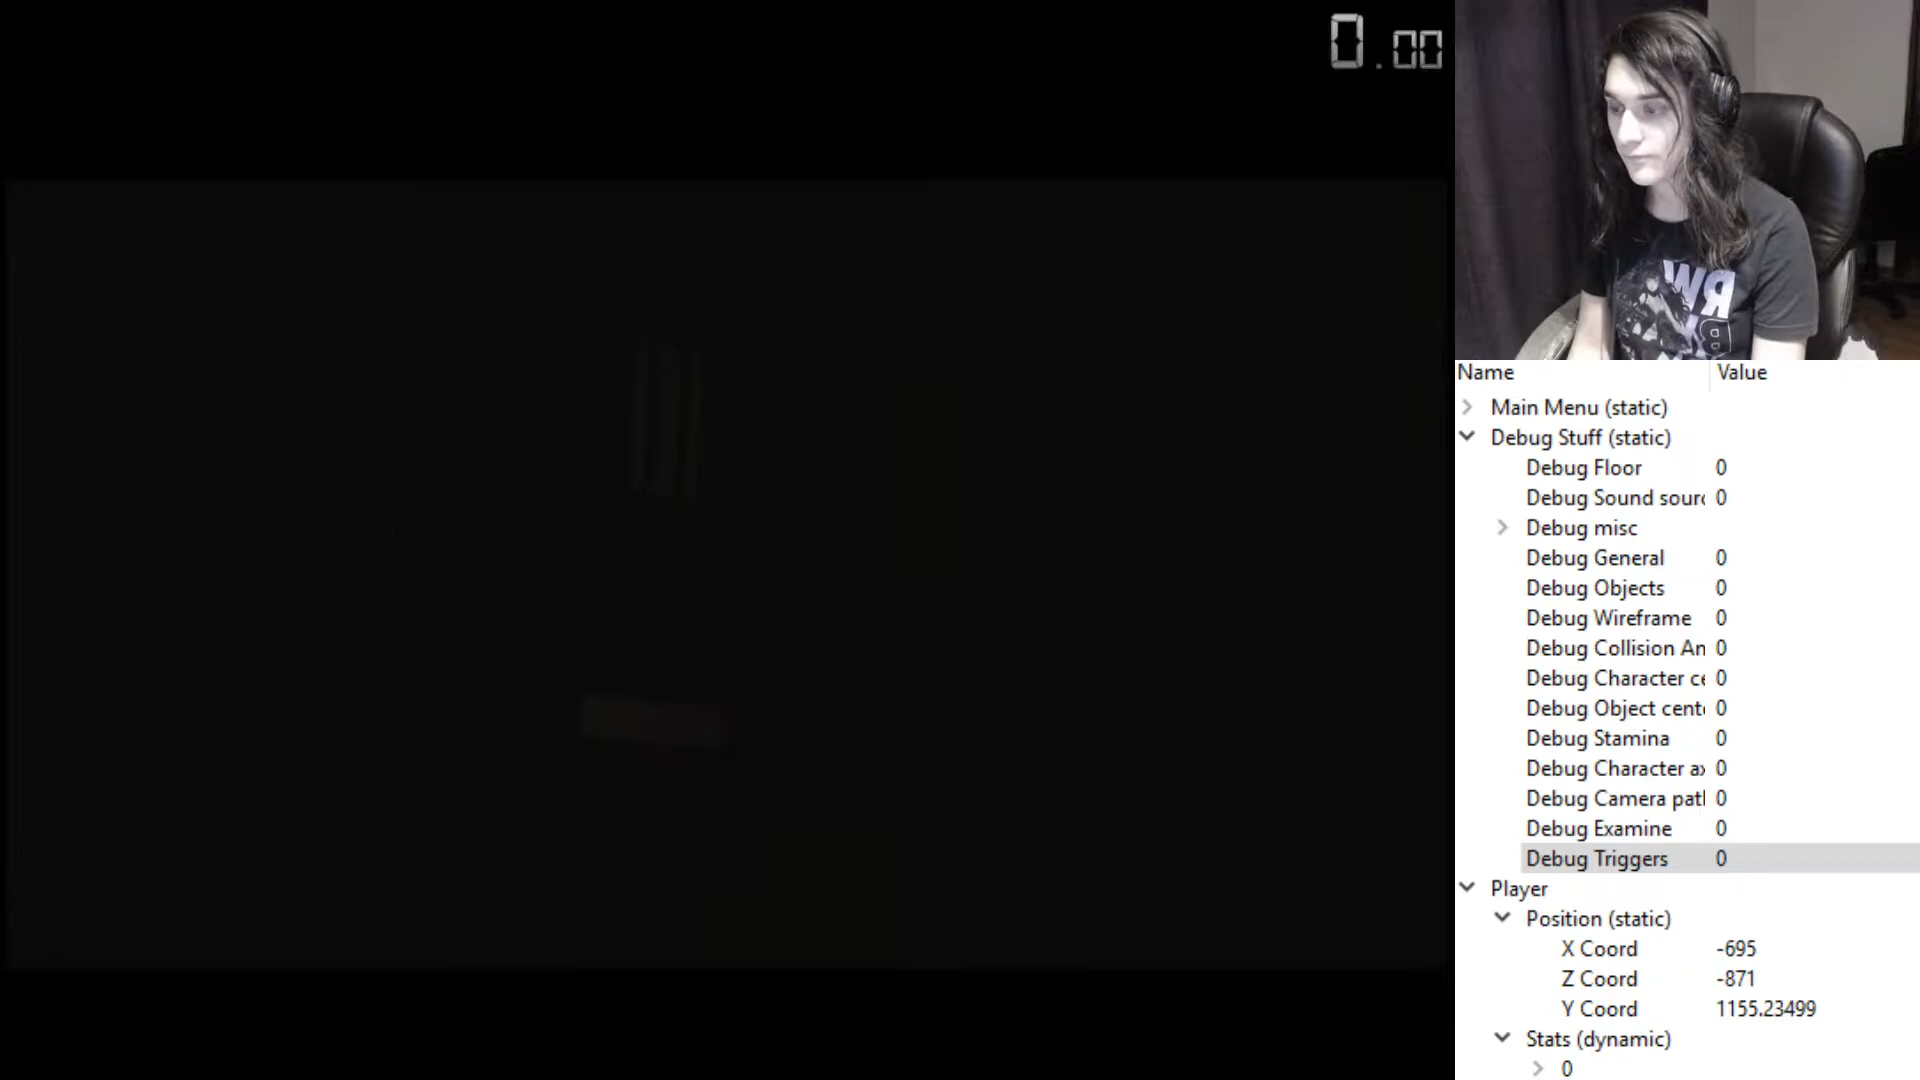 0.00
RW
Name Value
Main Menu (static)
Debug Stuff (static)
Debug Floor 0
Debug Sound sourc 0
Debug misc
Debug General 0
Debug Objects 0
Debug Wireframe 0
Debug Collision An 0
Debug Character ce 0
Debug Object cente 0
Debug Stamina 0
Debug Character ax 0
Debug Camera path 0
Debug Examine 0
Debug Triggers 0
Player
Position (static)
X Coord -695
Z Coord -871
Y Coord 1155.23499
Stats (dynamic)
0